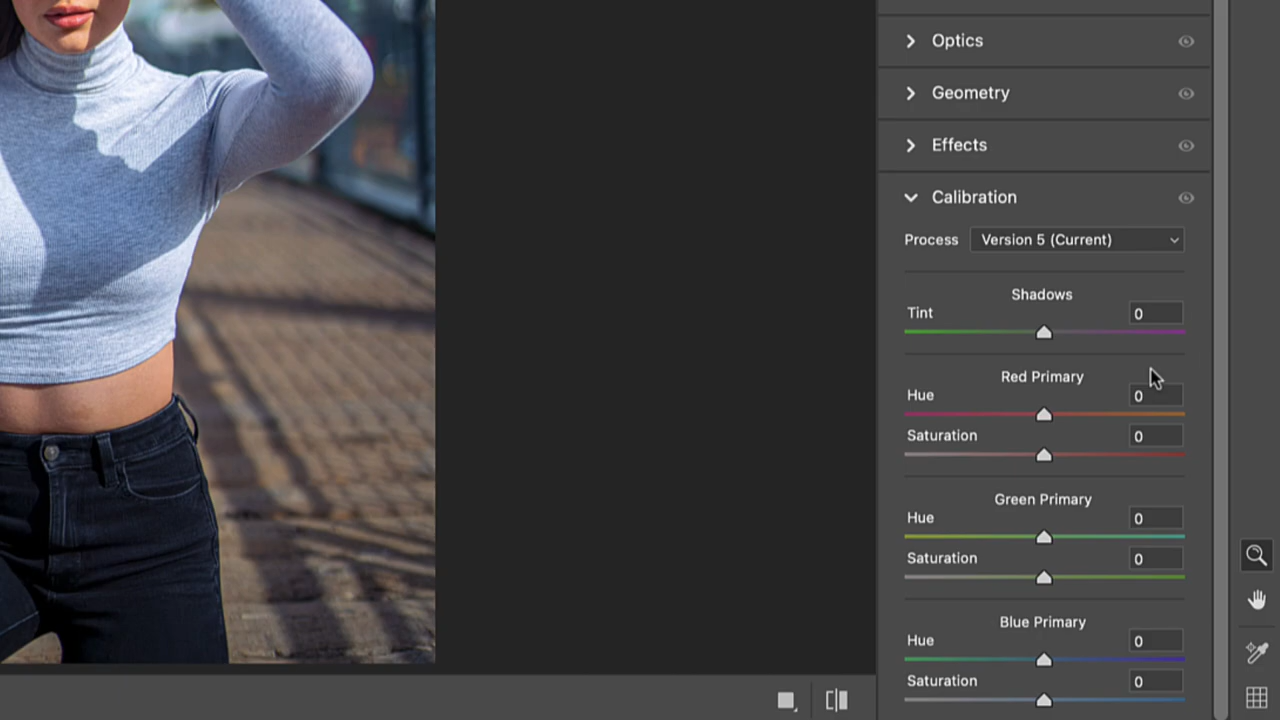 Optics
Geometry
Effects
Calibration
Process Version 5 (Current)
Shadows
Tint 0
Red Primary
Hue 0
Saturation 0
Green Primary
Hue 0
Saturation 0
Blue Primary
Hue 0
Saturation 0